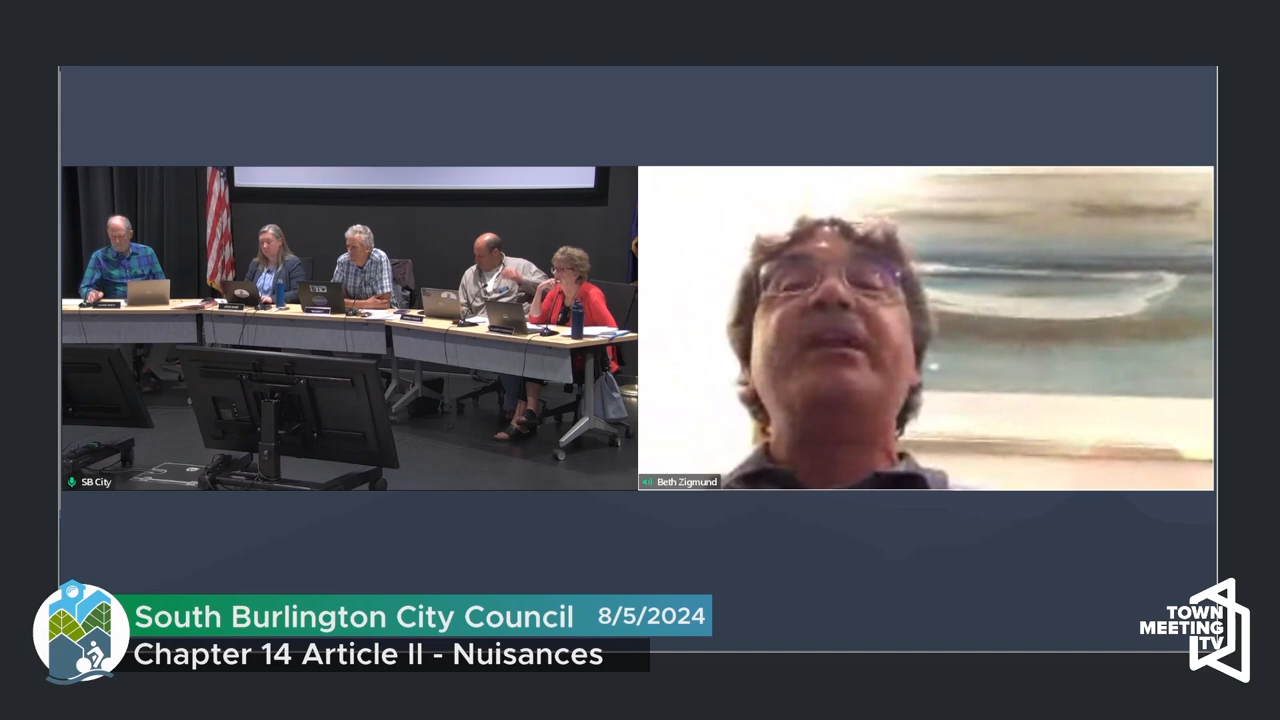 SB City
Beth Zigmund
South Burlington City Council 8/5/2024
Chapter 14 Article II - Nuisances
TOWN
MEETING
TV